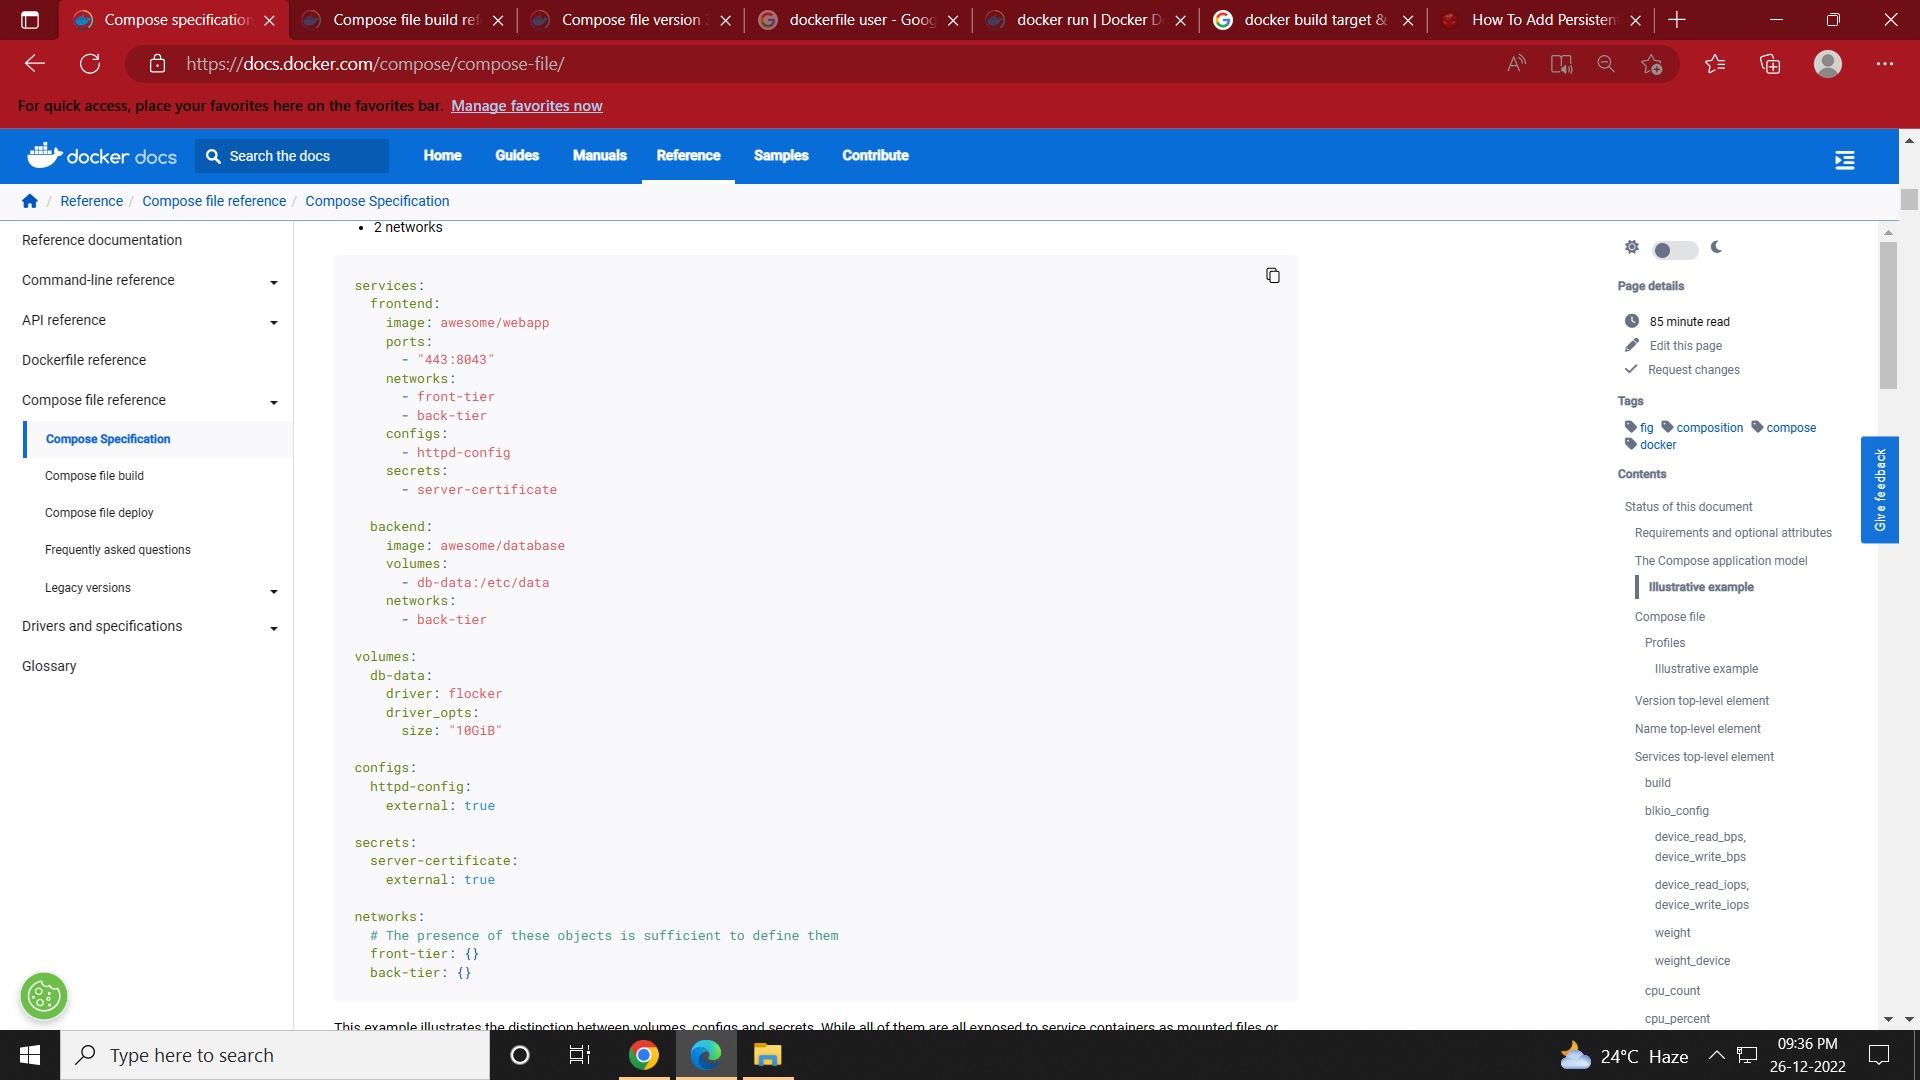 Compose specification
Compose file build ref
Compose file version 3
dockerfile user - Goog
docker run | Docker D
docker build target &
How To Add Persisten
https://docs.docker.com/compose/compose-file/
For quick access, place your favorites here on the favorites bar. Manage favorites now
docker docs
Search the docs
Home
Guides
Manuals
Reference
Samples
Contribute
/ Reference / Compose file reference / Compose Specification
Reference documentation
Command-line reference
API reference
Dockerfile reference
Compose file reference
Compose Specification
Compose file build
Compose file deploy
Frequently asked questions
Legacy versions
Drivers and specifications
Glossary
• 2 networks
services:
  frontend:
    image: awesome/webapp
    ports:
      - "443:8043"
    networks:
      - front-tier
      - back-tier
    configs:
      - httpd-config
    secrets:
      - server-certificate
  backend:
    image: awesome/database
    volumes:
      - db-data:/etc/data
    networks:
      - back-tier
volumes:
  db-data:
    driver: flocker
    driver_opts:
      size: "10GiB"
configs:
  httpd-config:
    external: true
secrets:
  server-certificate:
    external: true
networks:
  # The presence of these objects is sufficient to define them
  front-tier: {}
  back-tier: {}
This example illustrates the distinction between volumes, configs and secrets. While all of them are all exposed to service containers as mounted files or
Page details
85 minute read
Edit this page
Request changes
Tags
fig composition compose
docker
Contents
Status of this document
Requirements and optional attributes
The Compose application model
Illustrative example
Compose file
Profiles
Illustrative example
Version top-level element
Name top-level element
Services top-level element
build
blkio_config
device_read_bps,
device_write_bps
device_read_iops,
device_write_iops
weight
weight_device
cpu_count
cpu_percent
Give feedback
Type here to search
24°C Haze
09:36 PM
26-12-2022